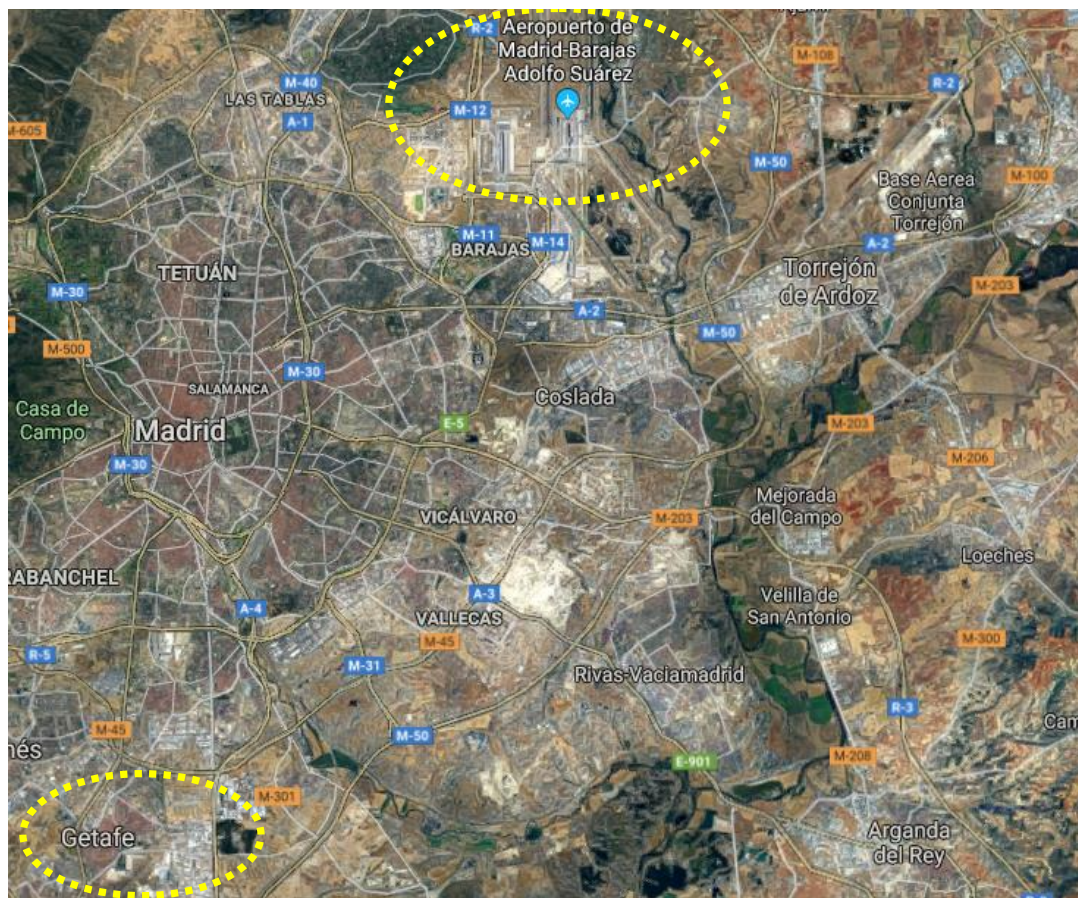 R-2
Aeropuerto de
Madrid-Barajas
Adolfo Suárez
M-108
M-40
R-2
LAS TABLAS
M-12
A-1
M-605
M-50
Base Aerea
Conjunta
Torrejón
M-100
M-11
BARAJAS
M-14
A-2
TETUÁN
Torrejón
de Ardoz
M-30
M-203
A-2
M-50
M-500
M-30
SALAMANCA
Coslada
Casa de
Campo
Madrid
E-5
M-203
M-30
M-206
Mejorada
del Campo
VICÁLVARO
M-203
Loeches
RABANCHEL
A-3
Velilla de
San Antonio
A-4
VALLECAS
M-45
M-300
R-5
M-31
Rivas-Vaciamadrid
R-3
Cam
M-45
M-50
nés
M-208
E-901
M-301
Getafe
Arganda
del Rey